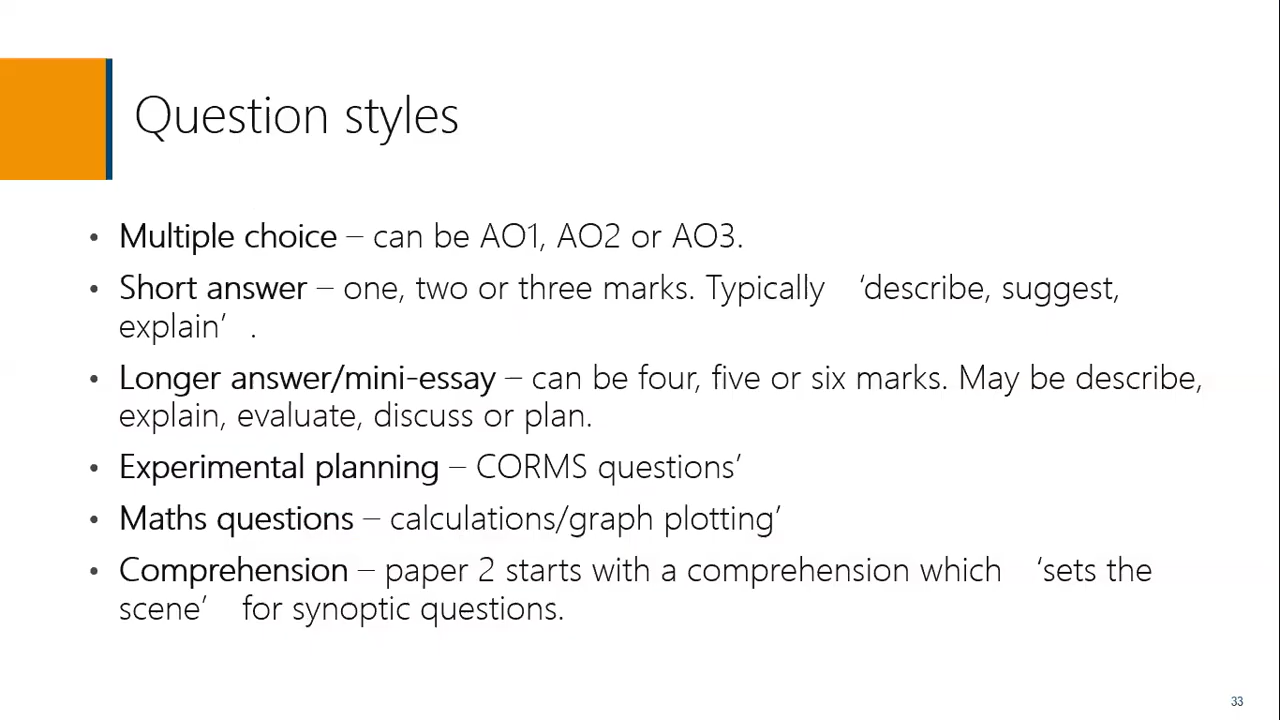 Question styles
• Multiple choice – can be AO1, AO2 or AO3.
• Short answer – one, two or three marks. Typically ‘describe, suggest,
explain’ .
• Longer answer/mini-essay – can be four, five or six marks. May be describe,
explain, evaluate, discuss or plan.
• Experimental planning – CORMS questions’
• Maths questions – calculations/graph plotting’
• Comprehension – paper 2 starts with a comprehension which ‘sets the
scene’ for synoptic questions.
33